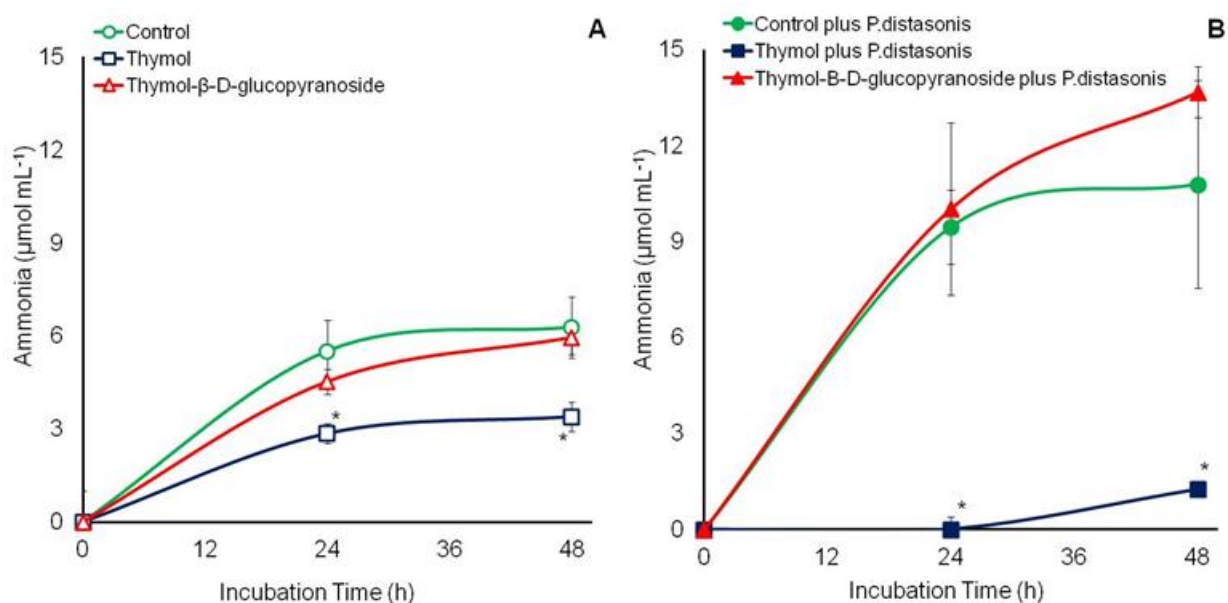 Control
Thymol
Thymol-β-D-glucopyranoside
A
15
12
9
6
3
0
Ammonia (µmol mL⁻¹)
*
*
0
12
24
36
48
Incubation Time (h)
Control plus P.distasonis
Thymol plus P.distasonis
Thymol-B-D-glucopyranoside plus P.distasonis
B
15
12
9
6
3
0
Ammonia (µmol mL⁻¹)
*
*
0
12
24
36
48
Incubation Time (h)